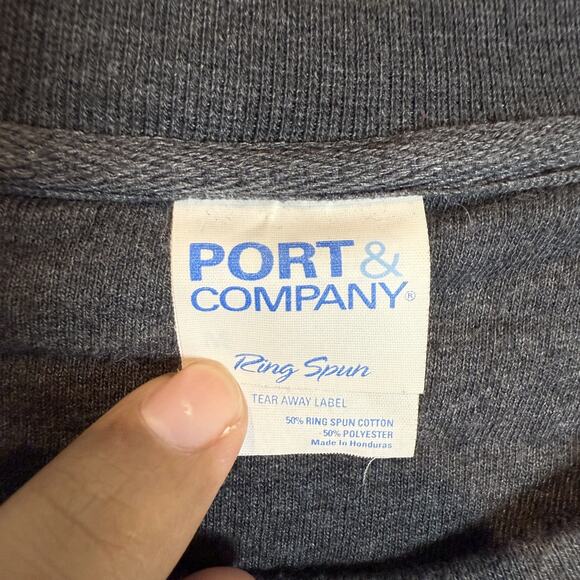 PORT &
COMPANY®
Ring Spun
TEAR AWAY LABEL
50% RING SPUN COTTON
50% POLYESTER
Made In Honduras